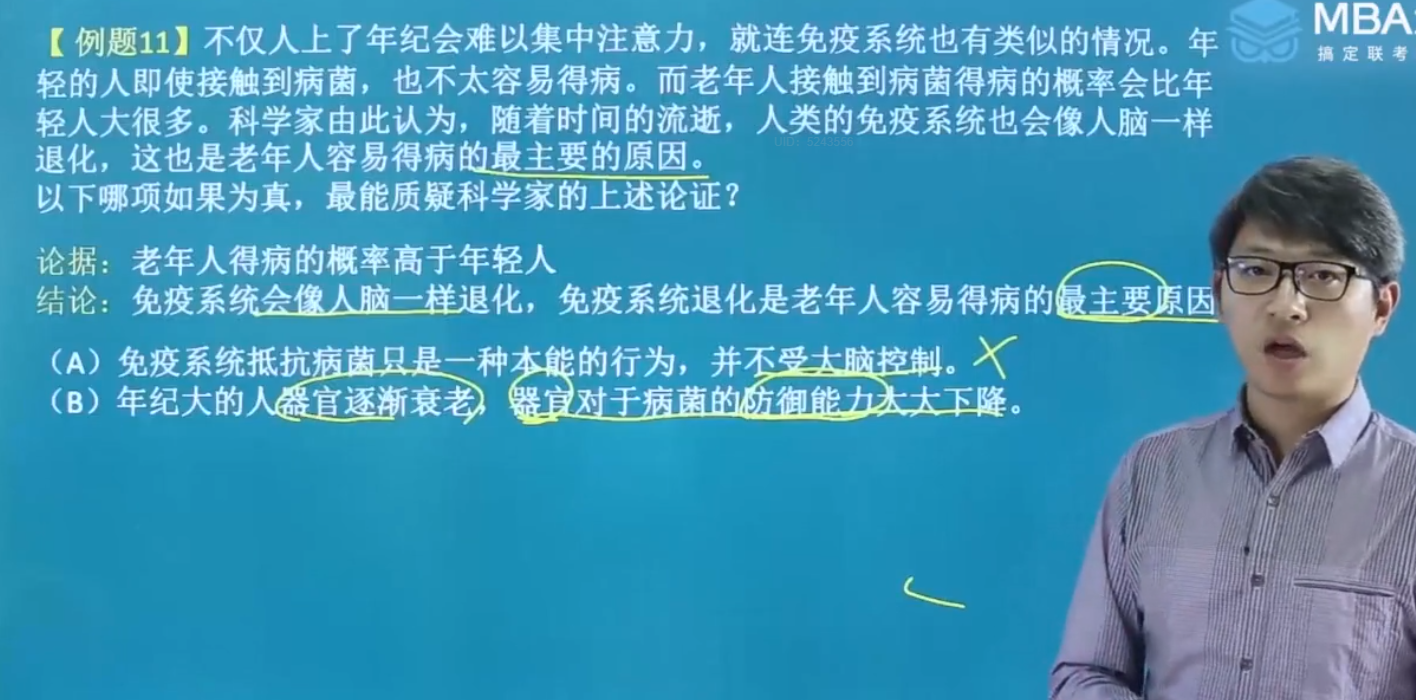 【例题11】不仅人上了年纪会难以集中注意力，就连免疫系统也有类似的情况。年
轻的人即使接触到病菌，也不太容易得病。而老年人接触到病菌得病的概率会比年
轻人大很多。科学家由此认为，随着时间的流逝，人类的免疫系统也会像人脑一样
退化，这也是老年人容易得病的最主要的原因。
以下哪项如果为真，最能质疑科学家的上述论证？
论据：老年人得病的概率高于年轻人
结论：免疫系统会像人脑一样退化，免疫系统退化是老年人容易得病的最主要原因
（A）免疫系统抵抗病菌只是一种本能的行为，并不受大脑控制。
（B）年纪大的人器官逐渐衰老，器官对于病菌的防御能力大大下降。
MBA
搞定联考
UID: 5243556